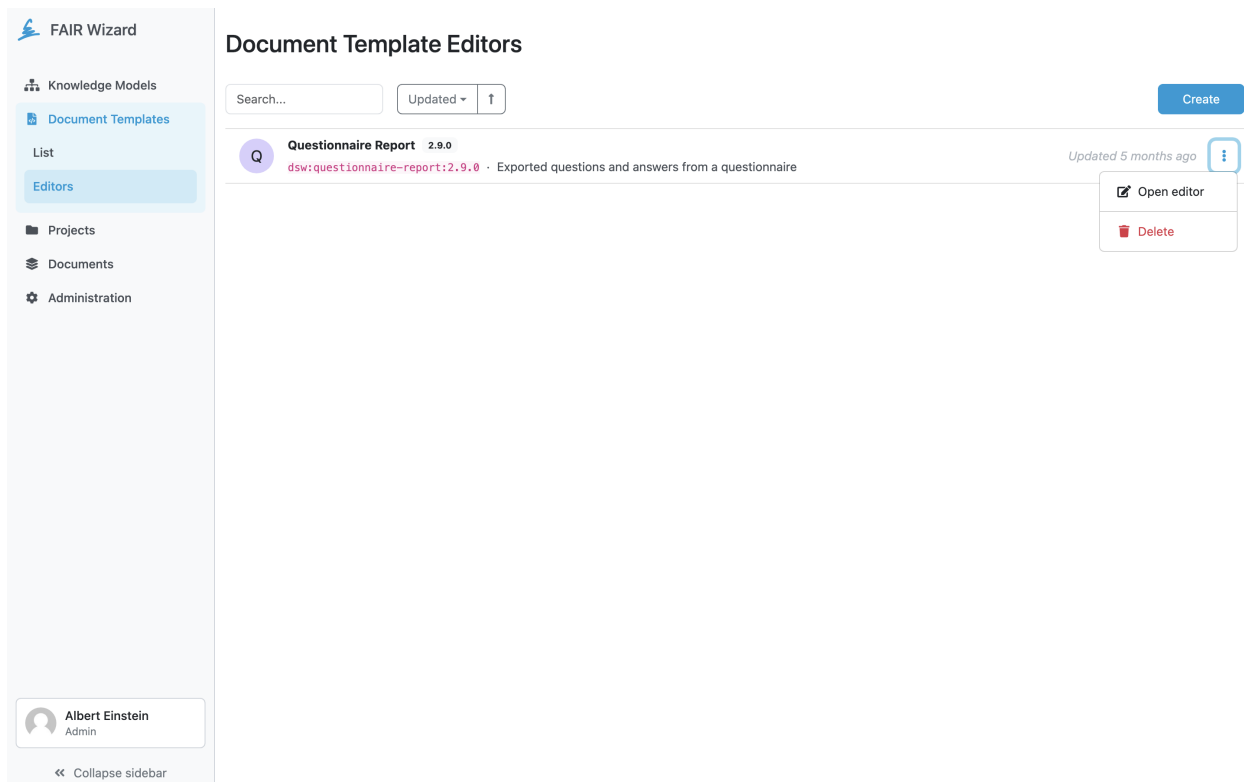 FAIR Wizard
Knowledge Models
Document Templates
List
Editors
Projects
Documents
Administration
Albert Einstein
Admin
Collapse sidebar
Document Template Editors
Search...
Updated
Create
Q
Questionnaire Report 2.9.0
dsw:questionnaire-report:2.9.0 · Exported questions and answers from a questionnaire
Updated 5 months ago
Open editor
Delete